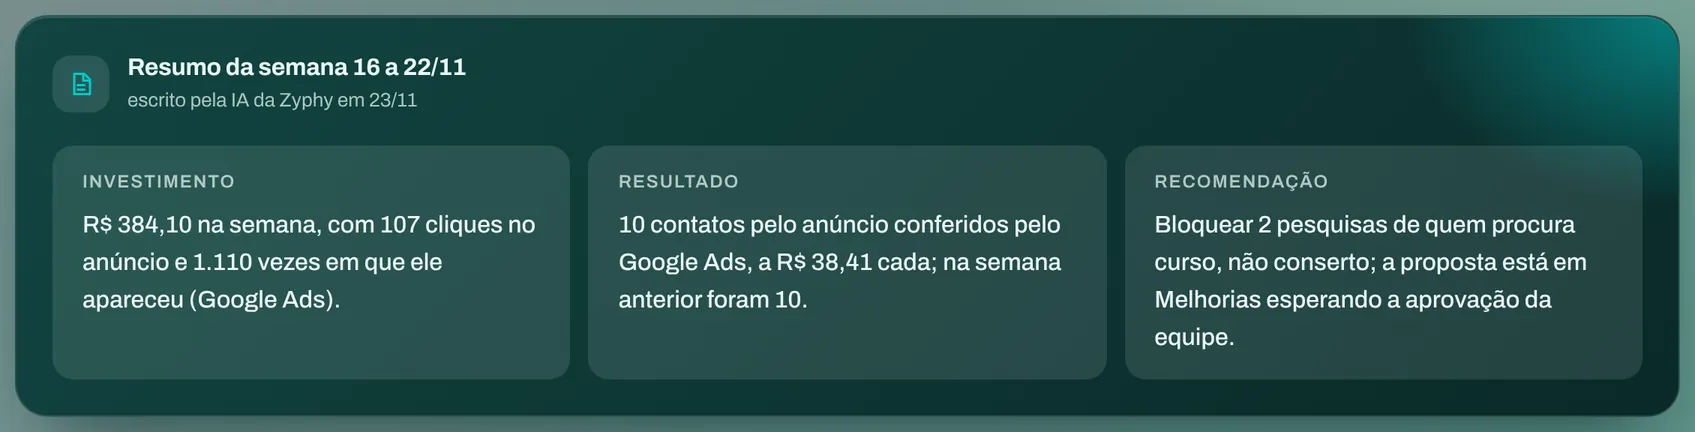 Resumo da semana 16 a 22/11
escrito pela IA da Zyphy em 23/11
INVESTIMENTO
R$ 384,10 na semana, com 107 cliques no
anúncio e 1.110 vezes em que ele
apareceu (Google Ads).
RESULTADO
10 contatos pelo anúncio conferidos pelo
Google Ads, a R$ 38,41 cada; na semana
anterior foram 10.
RECOMENDAÇÃO
Bloquear 2 pesquisas de quem procura
curso, não conserto; a proposta está em
Melhorias esperando a aprovação da
equipe.